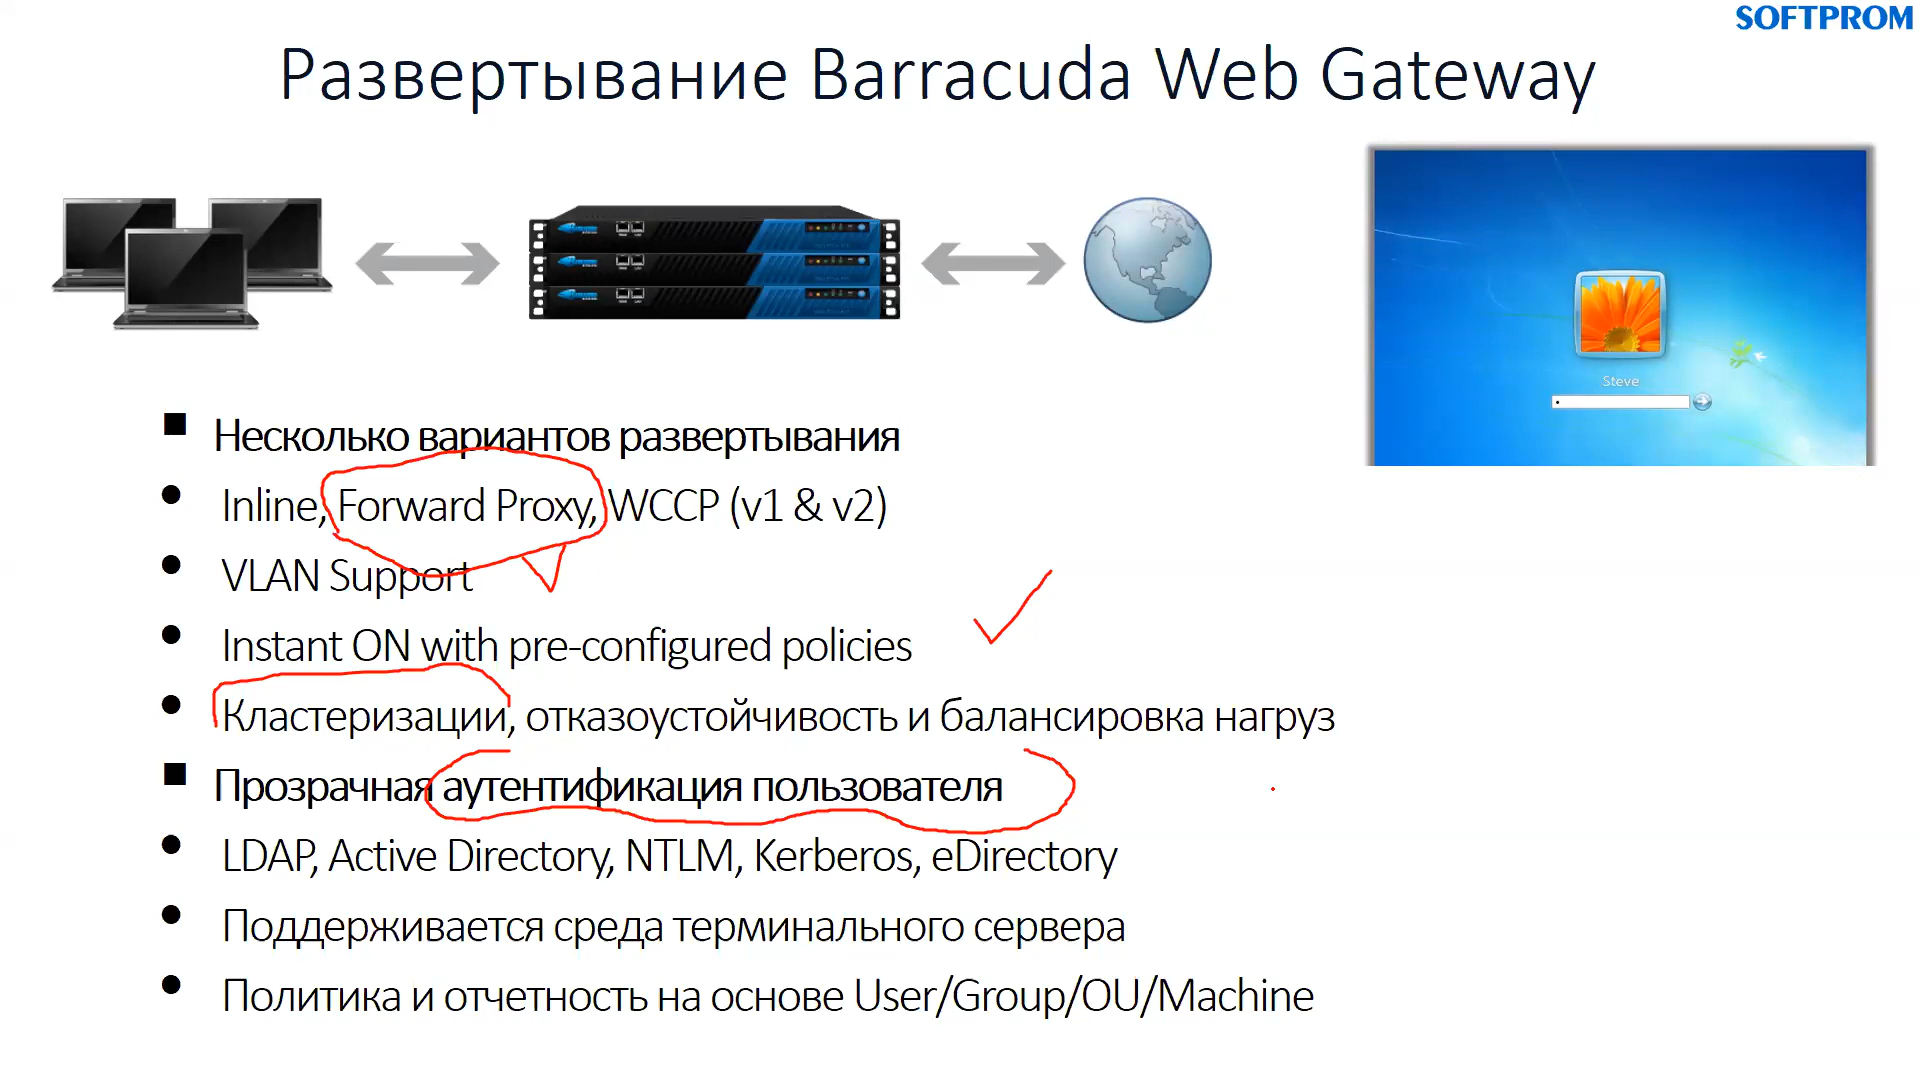 SOFTPROM
Развертывание Barracuda Web Gateway
Steve
Несколько вариантов развертывания
Inline, Forward Proxy, WCCP (v1 & v2)
VLAN Support
Instant ON with pre-configured policies
Кластеризации, отказоустойчивость и балансировка нагруз
Прозрачная аутентификация пользователя
LDAP, Active Directory, NTLM, Kerberos, eDirectory
Поддерживается среда терминального сервера
Политика и отчетность на основе User/Group/OU/Machine